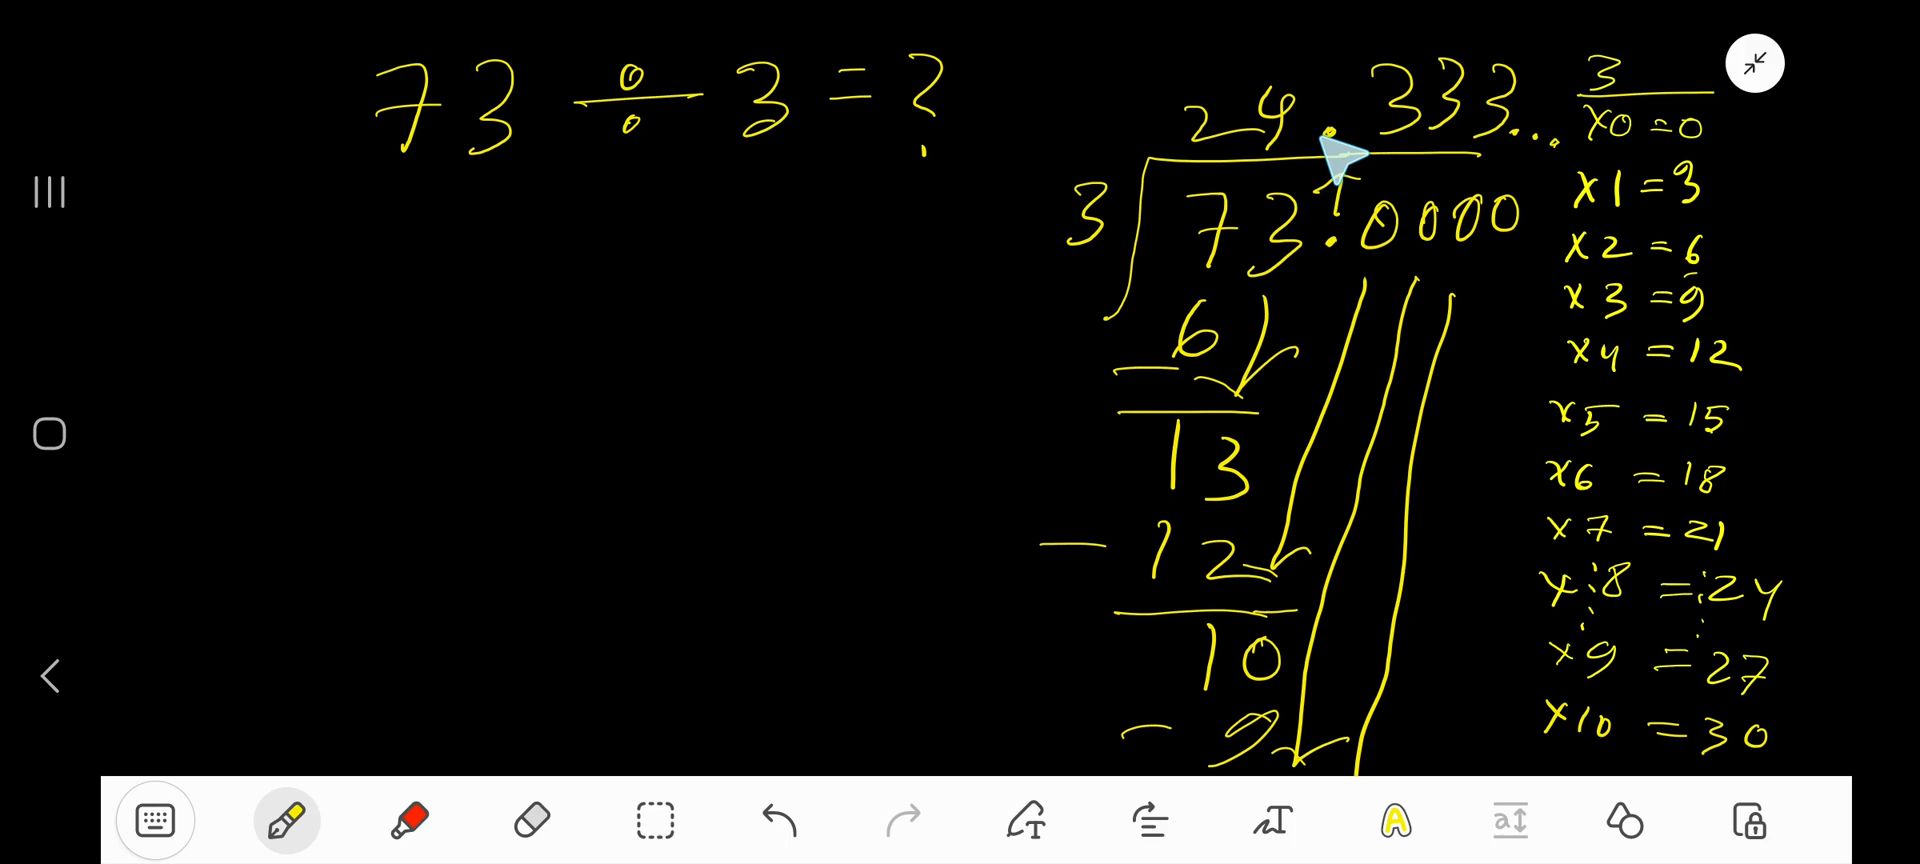 73 ÷ 3 = ?
24.333...
3 73.0000
- 6
13
- 12
10
- 9
3
x0 = 0
x1 = 3
x2 = 6
x3 = 9
x4 = 12
x5 = 15
x6 = 18
x7 = 21
x8 = 24
x9 = 27
x10 = 30